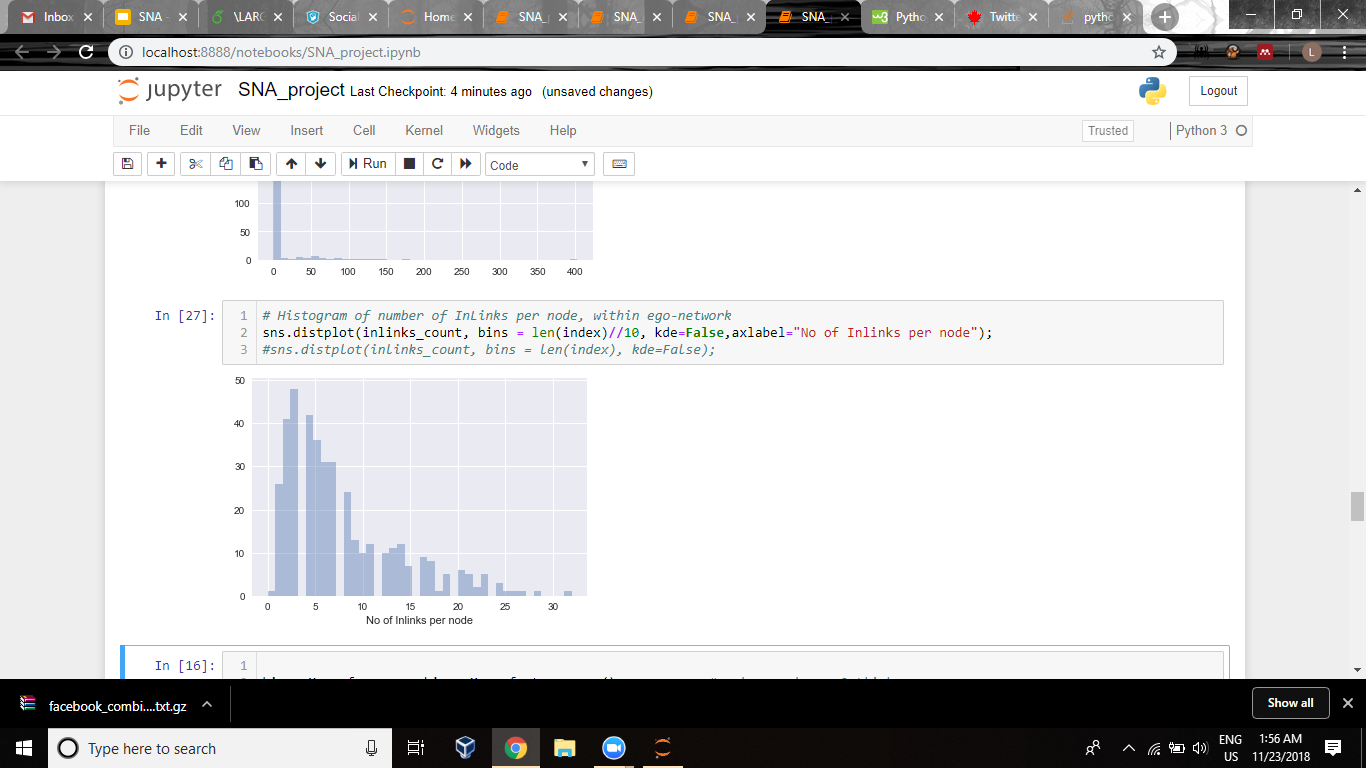 Inbox SNA - \LARC Social Home SNA_ SNA_ SNA_ SNA_ Pytho Twitte pytho
localhost:8888/notebooks/SNA_project.ipynb L
jupyter SNA_project Last Checkpoint: 4 minutes ago (unsaved changes) Logout
File Edit View Insert Cell Kernel Widgets Help Trusted Python 3
Run Code
100
50
0
0 50 100 150 200 250 300 350 400
In [27]:
1 # Histogram of number of InLinks per node, within ego-network
2 sns.distplot(inlinks_count, bins = len(index)//10, kde=False,axlabel="No of Inlinks per node");
3 #sns.distplot(inlinks_count, bins = len(index), kde=False);
50
40
30
20
10
0
0 5 10 15 20 25 30
No of Inlinks per node
In [16]: 1
facebook_combi....txt.gz Show all
Type here to search
ENG 1:56 AM
US 11/23/2018